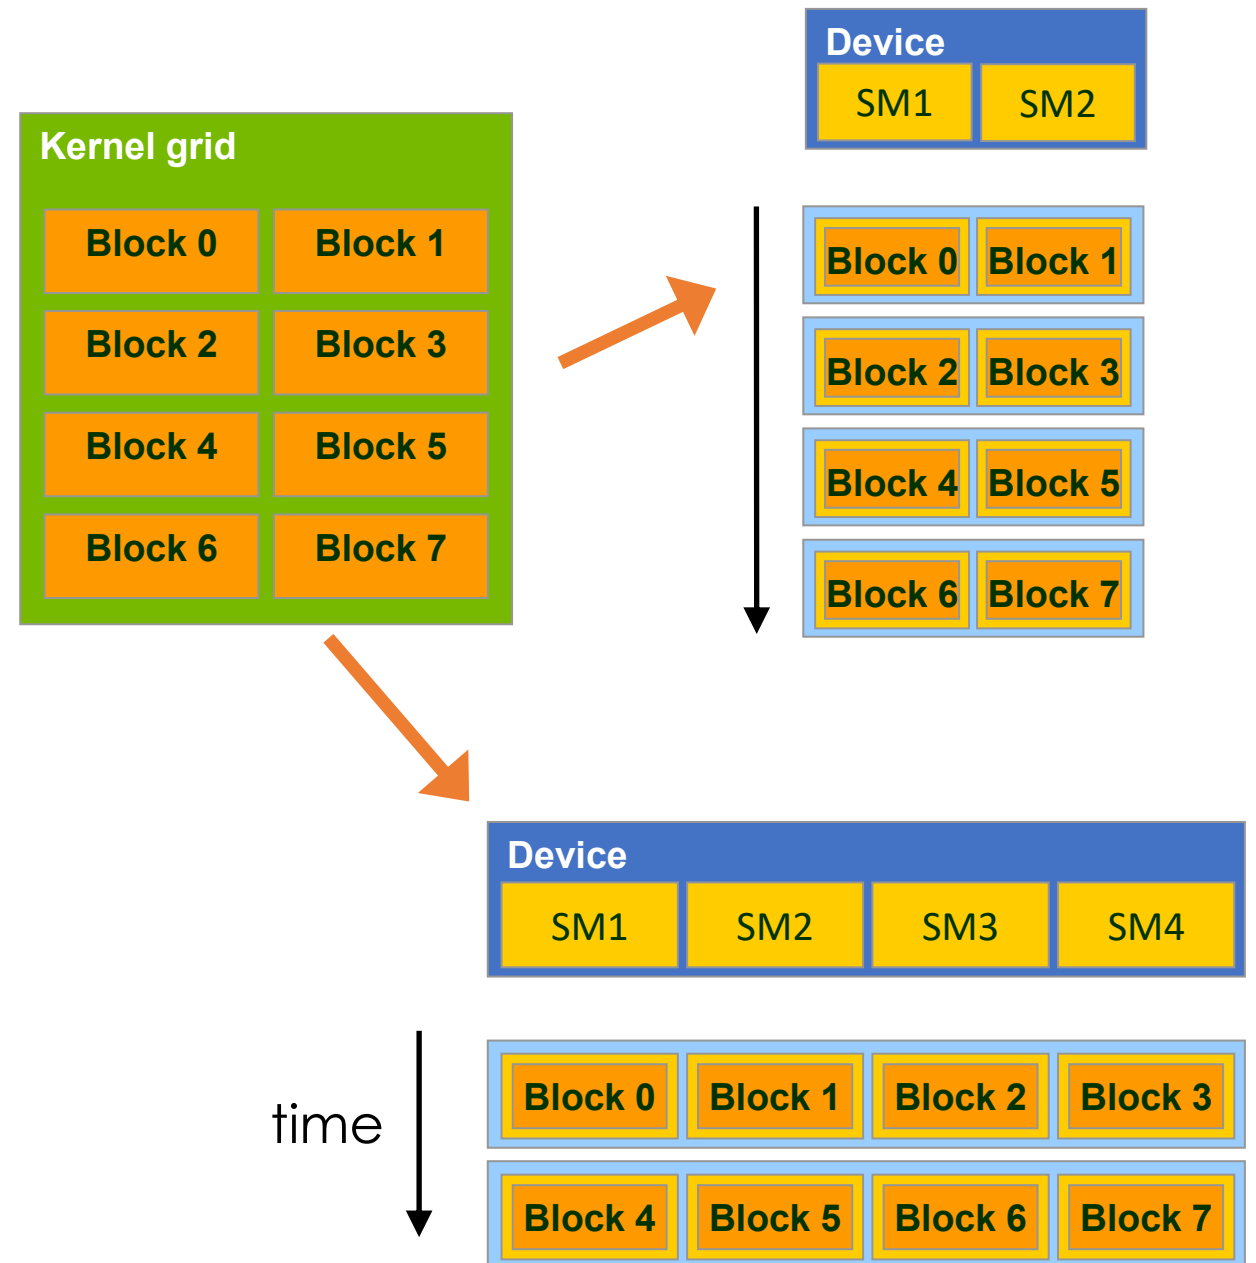 Kernel grid
Block 0 Block 1
Block 2 Block 3
Block 4 Block 5
Block 6 Block 7
Device
SM1 SM2
Block 0 Block 1
Block 2 Block 3
Block 4 Block 5
Block 6 Block 7
Device
SM1 SM2 SM3 SM4
time
Block 0 Block 1 Block 2 Block 3
Block 4 Block 5 Block 6 Block 7